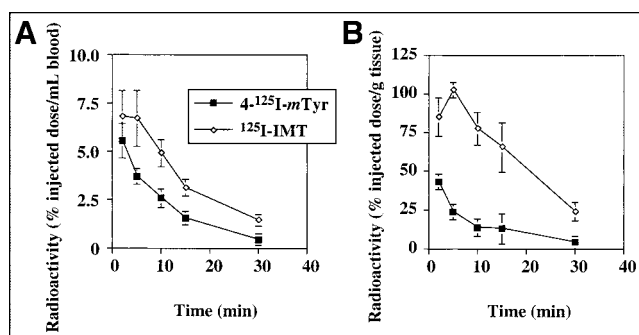 A
Radioactivity (% injected dose/mL blood)
10.0
7.5
5.0
2.5
0
0 10 20 30 40
Time (min)
4-¹²⁵I-mTyr
¹²⁵I-IMT
B
Radioactivity (% injected dose/g tissue)
125
100
75
50
25
0
0 10 20 30 40
Time (min)